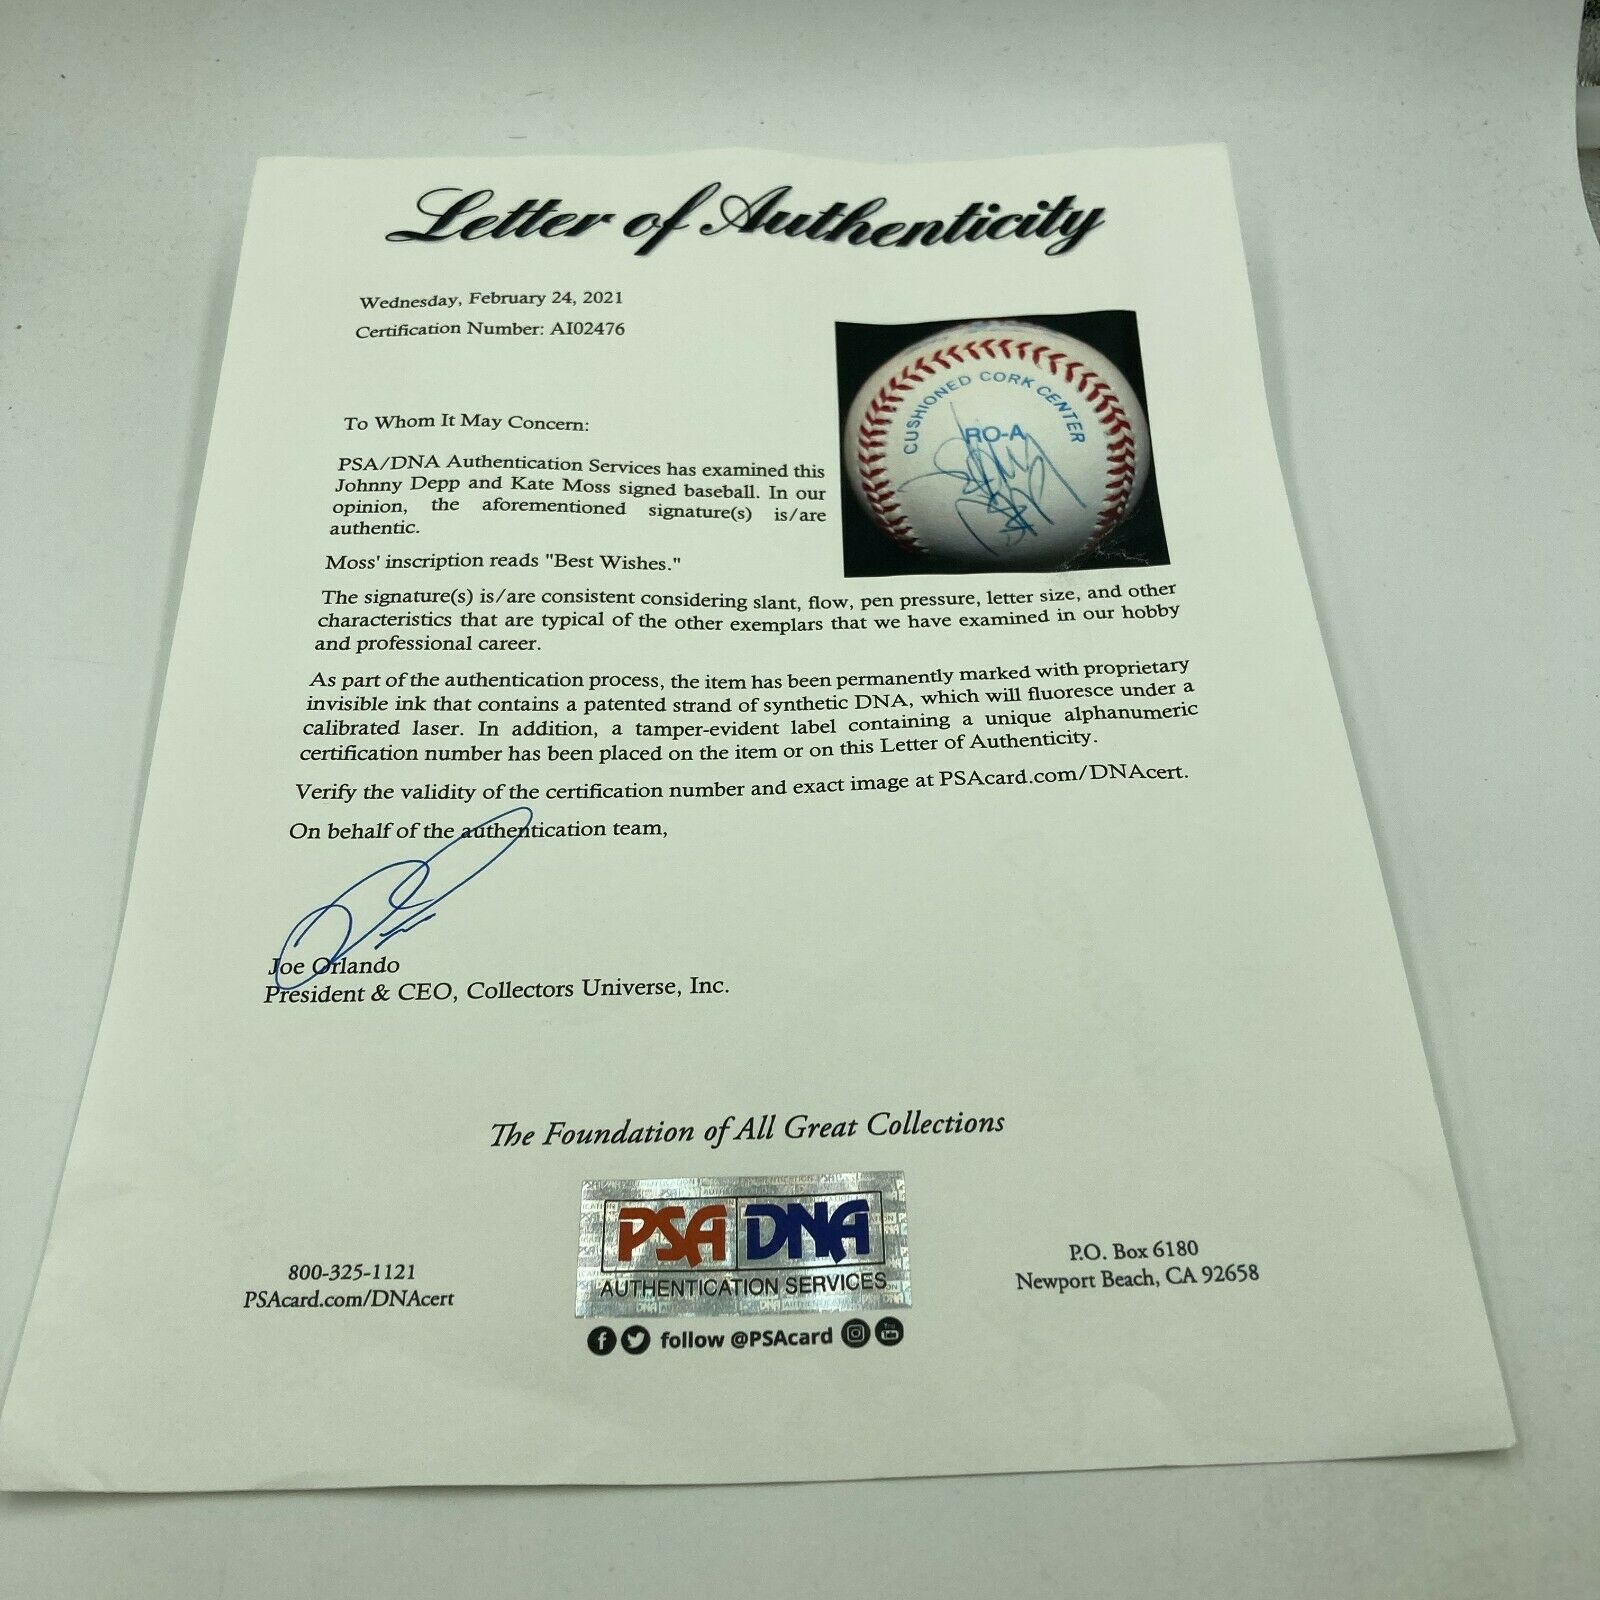 Letter of Authenticity
Wednesday, February 24, 2021
Certification Number: AI02476
CUSHIONED CORK CENTER
RO-A
To Whom It May Concern:
PSA/DNA Authentication Services has examined this
Johnny Depp and Kate Moss signed baseball. In our
opinion, the aforementioned signature(s) is/are
authentic.
Moss' inscription reads "Best Wishes."
The signature(s) is/are consistent considering slant, flow, pen pressure, letter size, and other
characteristics that are typical of the other exemplars that we have examined in our hobby
and professional career.
As part of the authentication process, the item has been permanently marked with proprietary
invisible ink that contains a patented strand of synthetic DNA, which will fluoresce under a
calibrated laser. In addition, a tamper-evident label containing a unique alphanumeric
certification number has been placed on the item or on this Letter of Authenticity.
Verify the validity of the certification number and exact image at PSAcard.com/DNAcert.
On behalf of the authentication team,
Joe Orlando
President & CEO, Collectors Universe, Inc.
The Foundation of All Great Collections
PSA DNA
AUTHENTICATION SERVICES
800-325-1121
PSAcard.com/DNAcert
P.O. Box 6180
Newport Beach, CA 92658
follow @PSAcard